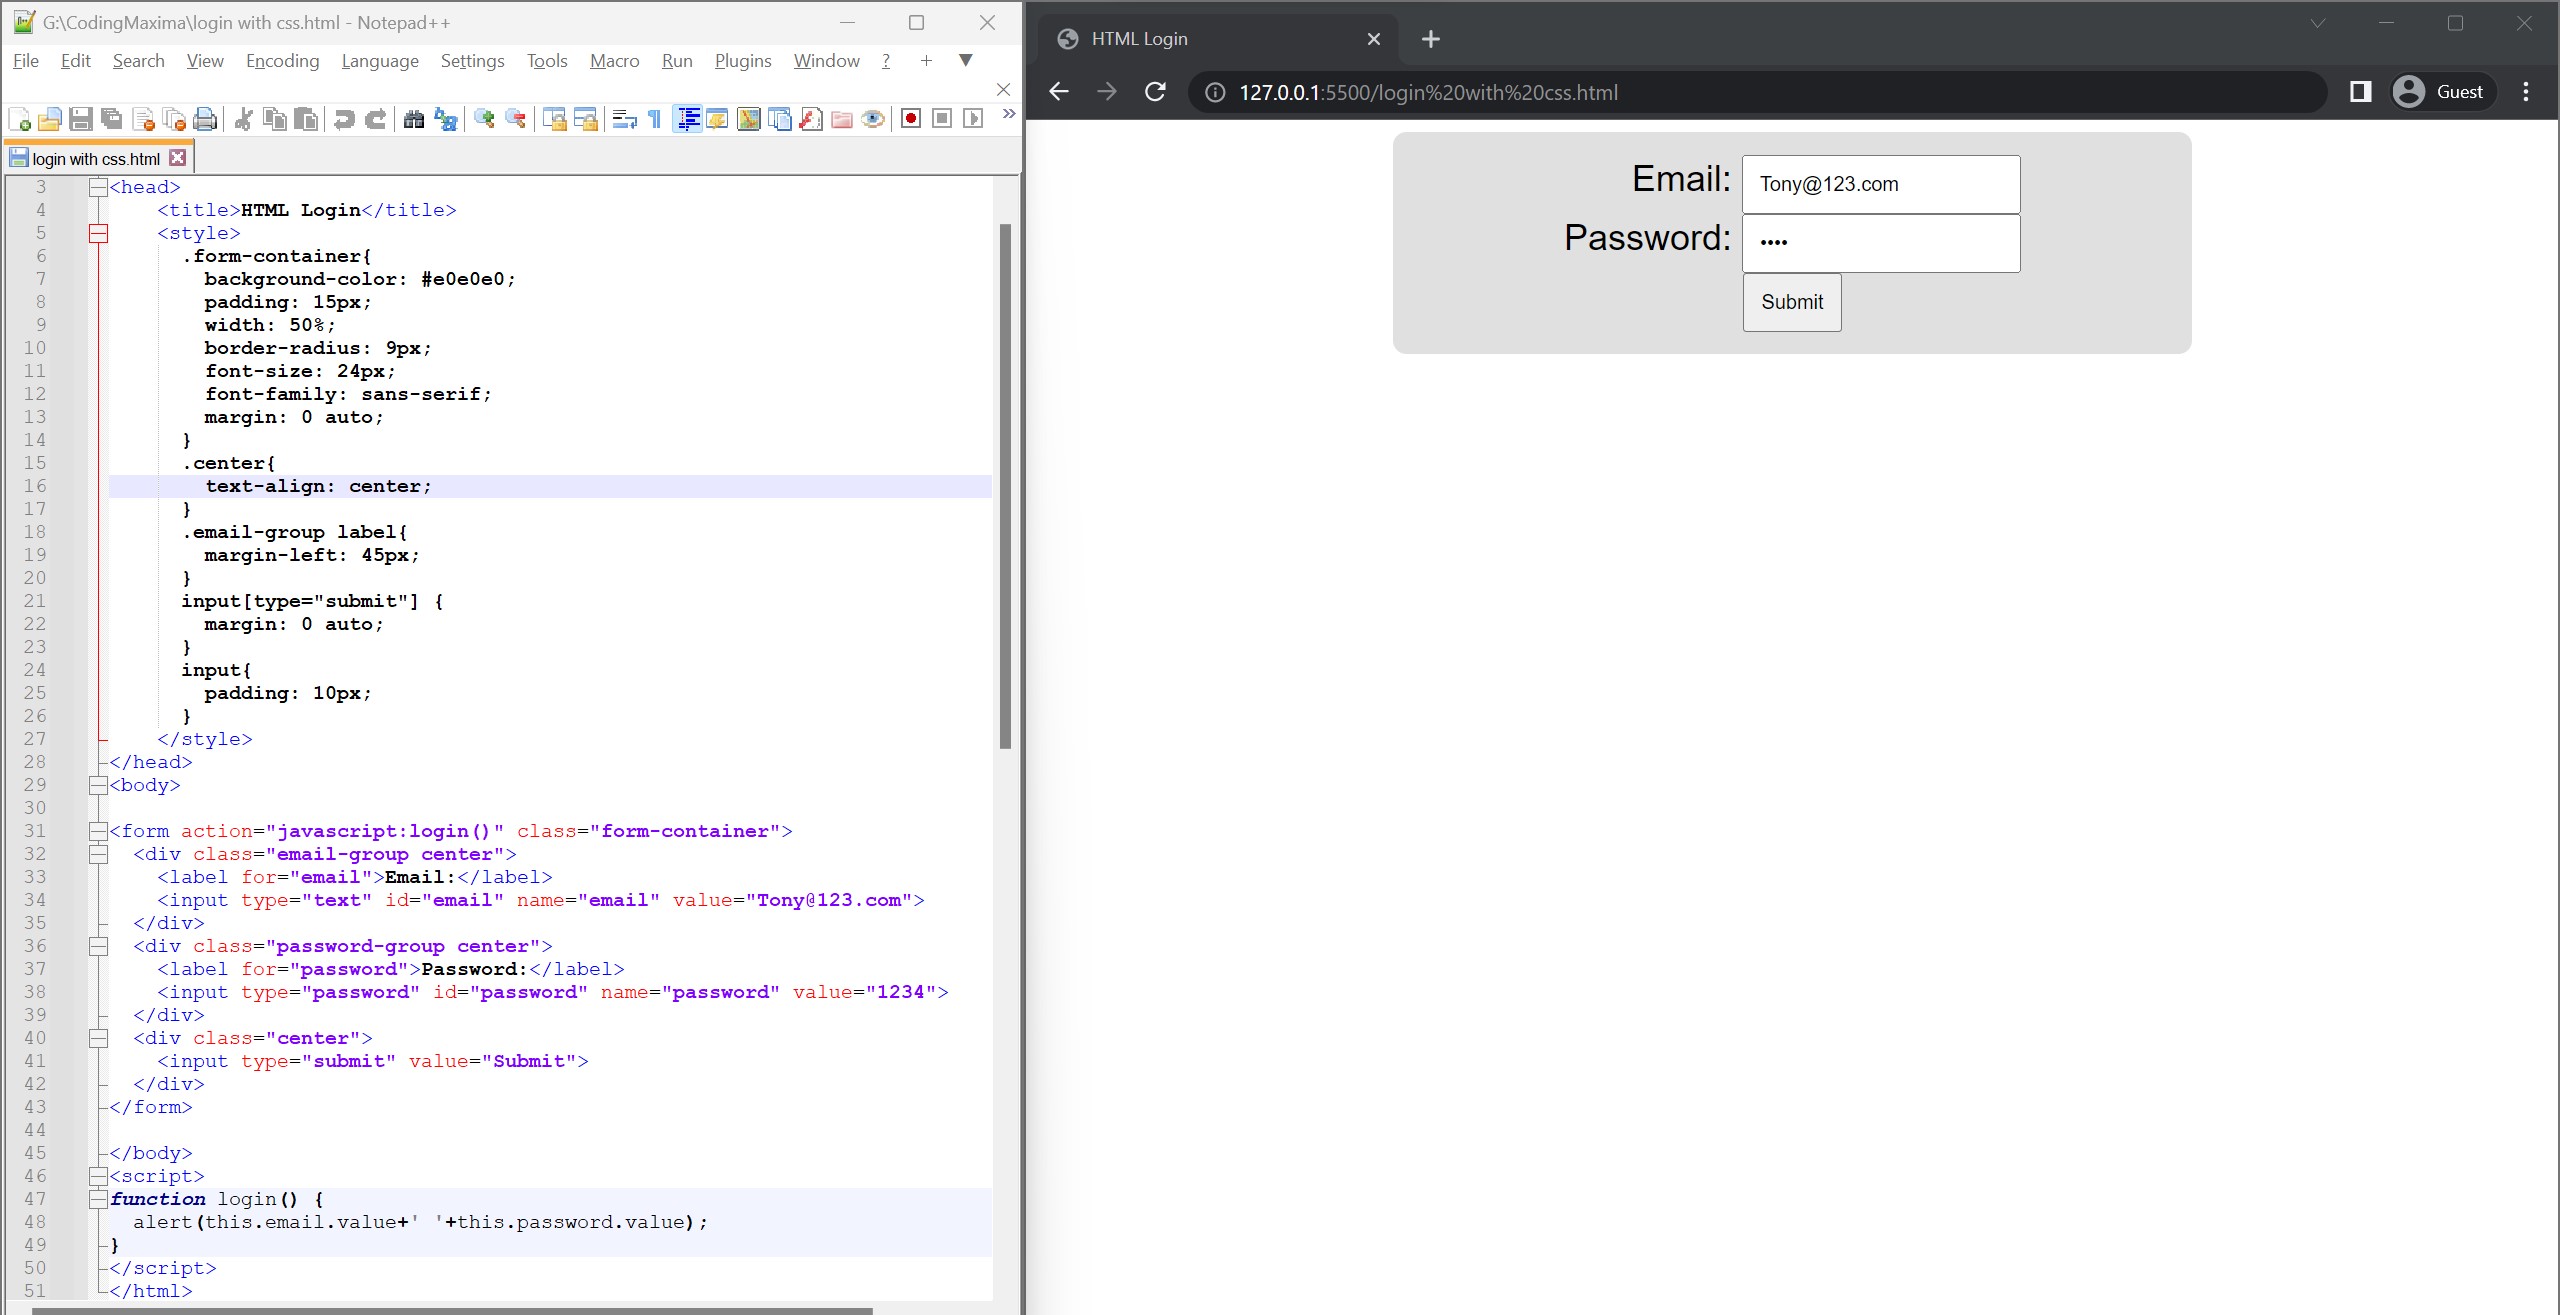 G:\CodingMaxima\login with css.html - Notepad++
File Edit Search View Encoding Language Settings Tools Macro Run Plugins Window ? + ▼
login with css.html
3 <head>
4 <title>HTML Login</title>
5 <style>
6 .form-container{
7 background-color: #e0e0e0;
8 padding: 15px;
9 width: 50%;
10 border-radius: 9px;
11 font-size: 24px;
12 font-family: sans-serif;
13 margin: 0 auto;
14 }
15 .center{
16 text-align: center;
17 }
18 .email-group label{
19 margin-left: 45px;
20 }
21 input[type="submit"] {
22 margin: 0 auto;
23 }
24 input{
25 padding: 10px;
26 }
27 </style>
28 </head>
29 <body>
30
31 <form action="javascript:login()" class="form-container">
32 <div class="email-group center">
33 <label for="email">Email:</label>
34 <input type="text" id="email" name="email" value="Tony@123.com">
35 </div>
36 <div class="password-group center">
37 <label for="password">Password:</label>
38 <input type="password" id="password" name="password" value="1234">
39 </div>
40 <div class="center">
41 <input type="submit" value="Submit">
42 </div>
43 </form>
44
45 </body>
46 <script>
47 function login() {
48 alert(this.email.value+' '+this.password.value);
49 }
50 </script>
51 </html>
HTML Login
127.0.0.1:5500/login%20with%20css.html
Guest
Email: Tony@123.com
Password: ••••
Submit